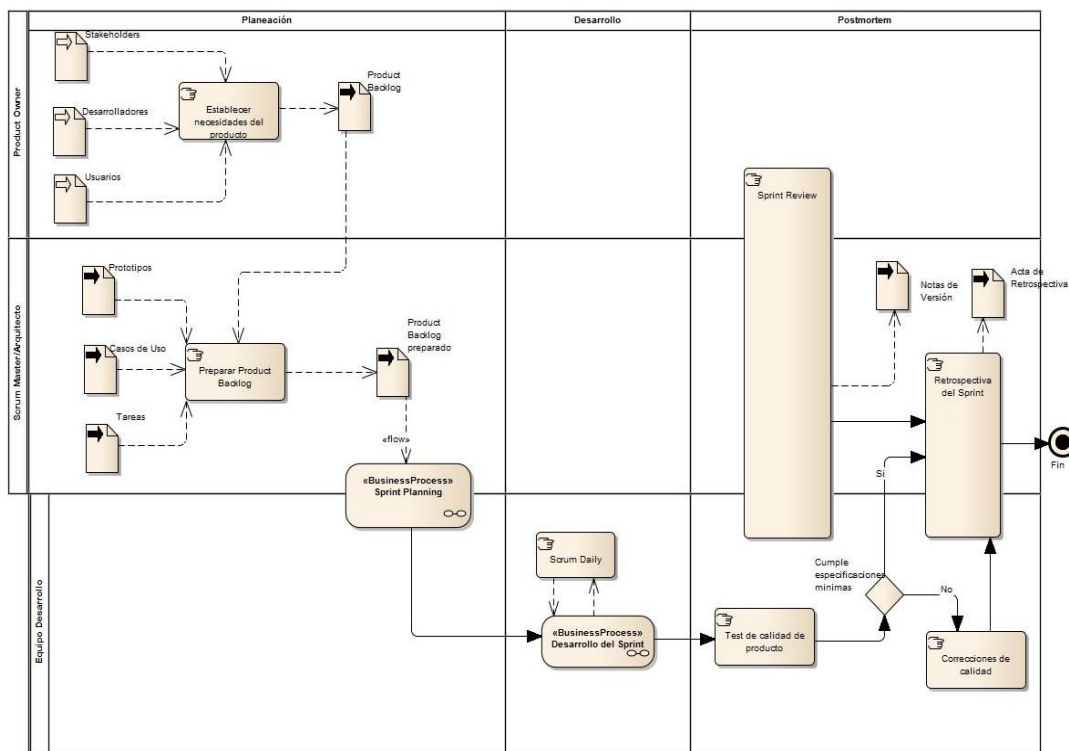 Planeación
Desarrollo
Postmortem
Product Owner
Stakeholders
Desarrolladores
Usuarios
Establecer
necesidades del
producto
Product
Backlog
Sprint Review
Scrum Master/Arquitecto
Prototipos
Casos de Uso
Tareas
Preparar Product
Backlog
Product
Backlog
preparado
«flow»
«BusinessProcess»
Sprint Planning
Notas de
Versión
Acta de
Retrospectiva
Retrospectiva
del Sprint
Si
Fin
Equipo Desarrollo
Scrum Daily
«BusinessProcess»
Desarrollo del Sprint
Test de calidad de
producto
Cumple
especificaciones
minimas
No
Correcciones de
calidad